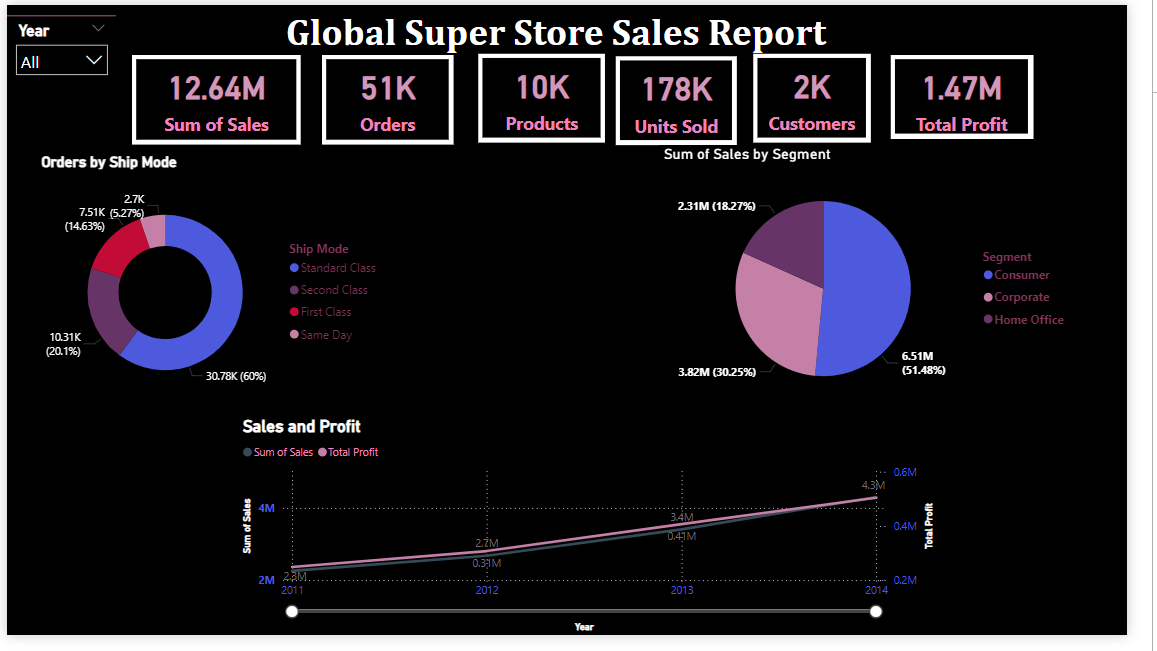 Year
All
Global Super Store Sales Report
12.64M
Sum of Sales
51K
Orders
10K
Products
178K
Units Sold
2K
Customers
1.47M
Total Profit
Orders by Ship Mode
2.7K
(5.27%)
7.51K
(14.63%)
10.31K
(20.1%)
30.78K (60%)
Ship Mode
Standard Class
Second Class
First Class
Same Day
Sum of Sales by Segment
2.31M (18.27%)
3.82M (30.25%)
6.51M
(51.48%)
Segment
Consumer
Corporate
Home Office
Sales and Profit
Sum of Sales
Total Profit
Sum of Sales
4M
2M
2.3M
2.7M
0.31M
3.4M
0.41M
4.3M
0.6M
0.4M
0.2M
Total Profit
2011
2012
2013
2014
Year